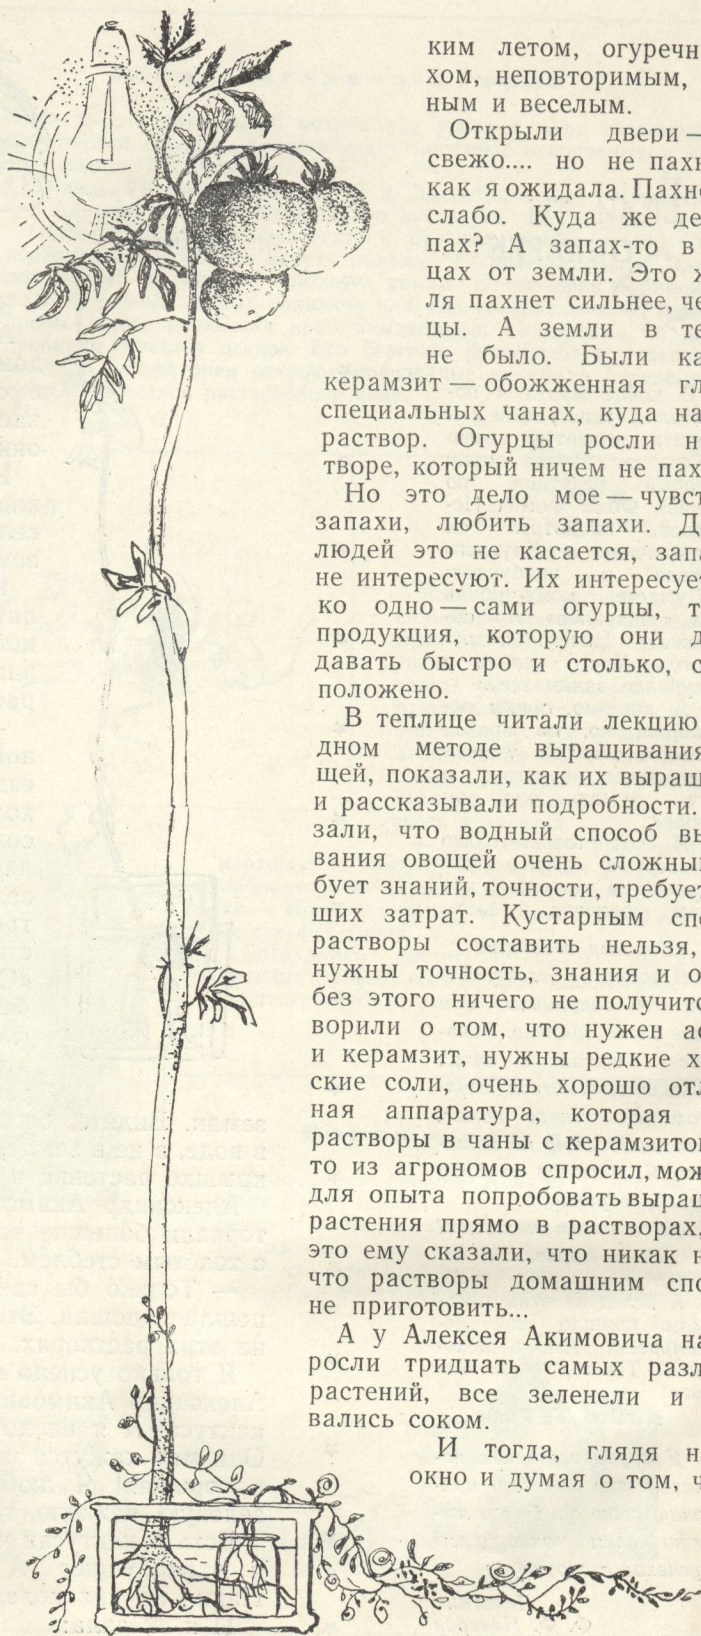 ким летом, огуречн
хом, неповторимым,
ным и веселым.
Открыли двери —
свежо.... но не пахн
как я ожидала. Пахн
слабо. Куда же де
пах? А запах-то в
цах от земли. Это ж
ля пахнет сильнее, че
цы. А земли в те
не было. Были ка
керамзит — обожженная гл
специальных чанах, куда на
раствор. Огурцы росли н
творе, который ничем не пах
Но это дело мое — чувст
запахи, любить запахи. Д
людей это не касается, зап
не интересуют. Их интересует
ко одно — сами огурцы, т
продукция, которую они д
давать быстро и столько, с
положено.
В теплице читали лекцию
дном методе выращивания
щей, показали, как их выращ
и рассказывали подробности.
зали, что водный способ вы
вания овощей очень сложны
бует знаний, точности, требует
ших затрат. Кустарным спо
растворы составить нельзя,
нужны точность, знания и о
без этого ничего не получитс
ворили о том, что нужен ас
и керамзит, нужны редкие х
ские соли, очень хорошо отл
ная аппаратура, которая
растворы в чаны с керамзито
то из агрономов спросил, мож
для опыта попробовать выращ
растения прямо в растворах,
это ему сказали, что никак н
что растворы домашним спо
не приготовить...
А у Алексея Акимовича на
росли тридцать самых разл
растений, все зеленели и
вались соком.
И тогда, глядя н
окно и думая о том, ч